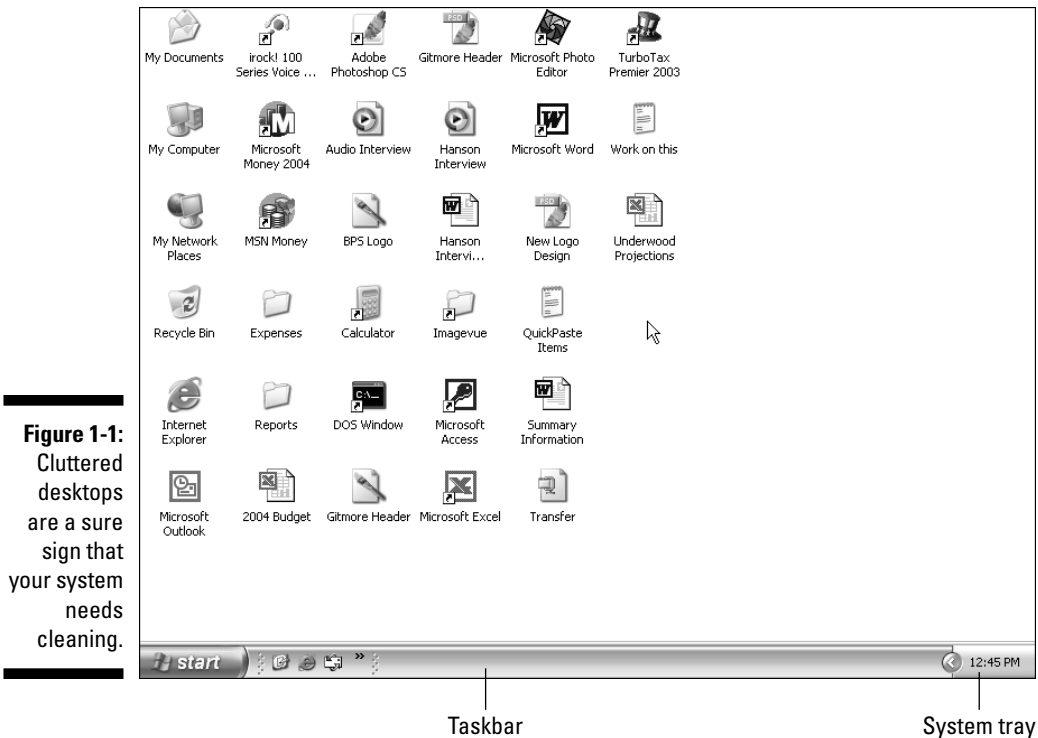 My Documents
irock! 100
Series Voice ...
Adobe
Photoshop CS
PSD
Gitmore Header
Microsoft Photo
Editor
TurboTax
Premier 2003
My Computer
Microsoft
Money 2004
Audio Interview
Hanson
Interview
Microsoft Word
Work on this
My Network
Places
MSN Money
BPS Logo
Hanson
Intervi...
PSD
New Logo
Design
Underwood
Projections
Recycle Bin
Expenses
Calculator
Imagevue
QuickPaste
Items
Internet
Explorer
Reports
C:\_
DOS Window
Microsoft
Access
Summary
Information
Microsoft
Outlook
2004 Budget
Gitmore Header
Microsoft Excel
Transfer
Figure 1-1:
Cluttered
desktops
are a sure
sign that
your system
needs
cleaning.
start
»
12:45 PM
Taskbar
System tray